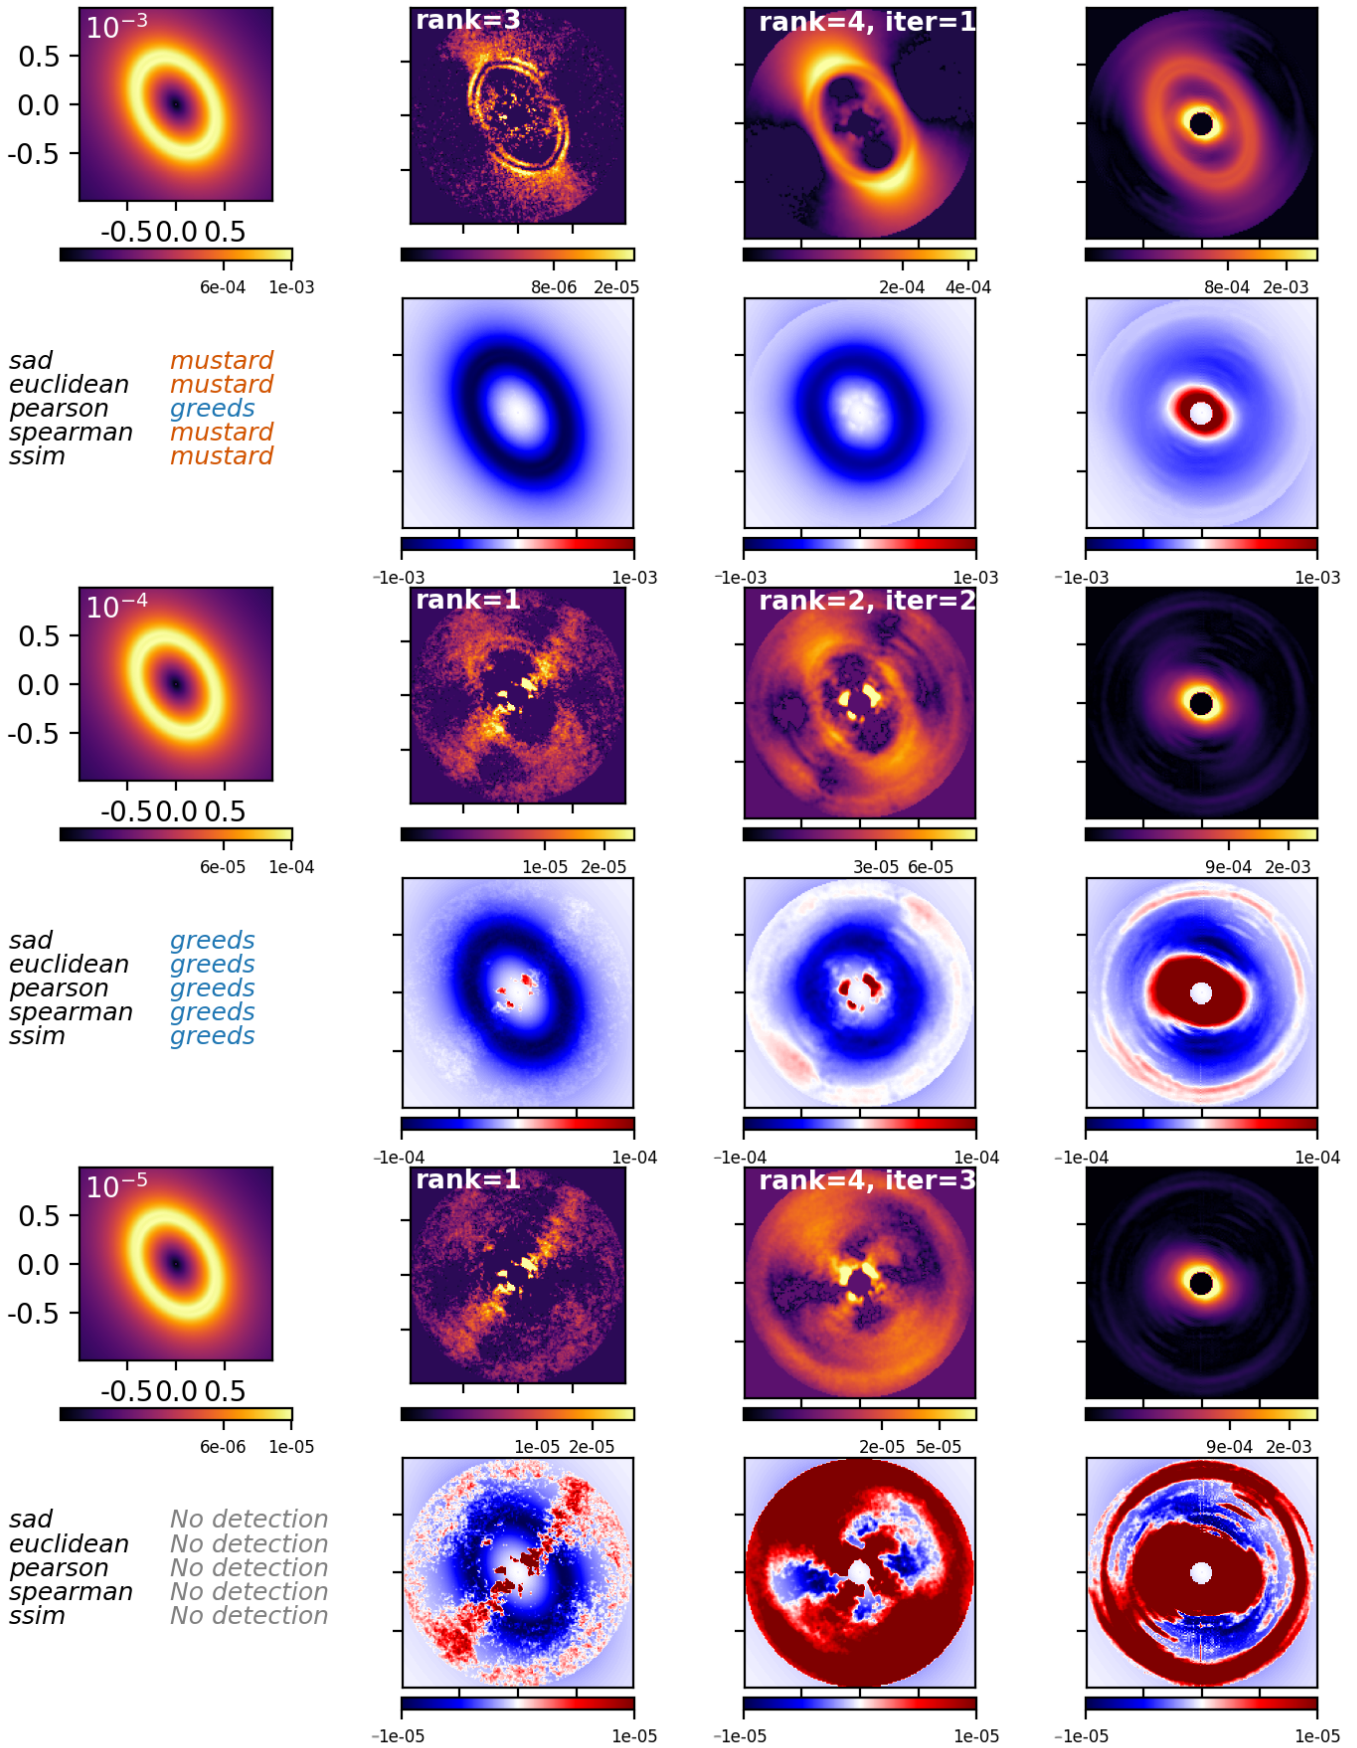 10⁻³
rank=3
rank=4, iter=1
0.5
0.0
-0.5
-0.5 0.0 0.5
6e-04 1e-03
8e-06 2e-05
2e-04 4e-04
8e-04 2e-03
sad mustard
euclidean mustard
pearson greeds
spearman mustard
ssim mustard
−1e-03 1e-03
−1e-03 1e-03
−1e-03 1e-03
10⁻⁴
rank=1
rank=2, iter=2
0.5
0.0
-0.5
-0.5 0.0 0.5
6e-05 1e-04
1e-05 2e-05
3e-05 6e-05
9e-04 2e-03
sad greeds
euclidean greeds
pearson greeds
spearman greeds
ssim greeds
−1e-04 1e-04
−1e-04 1e-04
−1e-04 1e-04
10⁻⁵
rank=1
rank=4, iter=3
0.5
0.0
-0.5
-0.5 0.0 0.5
6e-06 1e-05
1e-05 2e-05
2e-05 5e-05
9e-04 2e-03
sad No detection
euclidean No detection
pearson No detection
spearman No detection
ssim No detection
−1e-05 1e-05
−1e-05 1e-05
−1e-05 1e-05